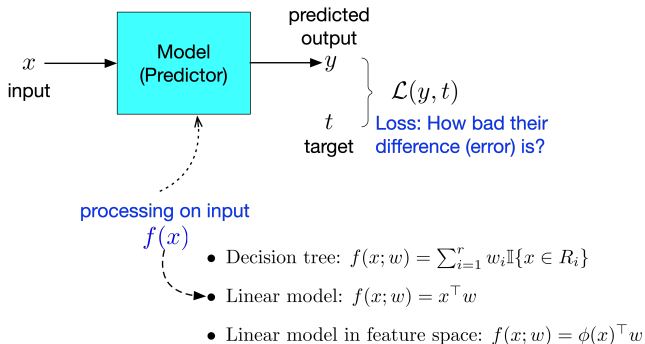 predicted
output
Model
(Predictor)
x
y
input
ℒ(y, t)
t
target
Loss: How bad their
difference (error) is?
processing on input
f(x)
• Decision tree: f(x; w) = ∑ᵢ₌₁ʳ wᵢ𝕀{x ∈ Rᵢ}
• Linear model: f(x; w) = x⊤w
• Linear model in feature space: f(x; w) = ϕ(x)⊤w